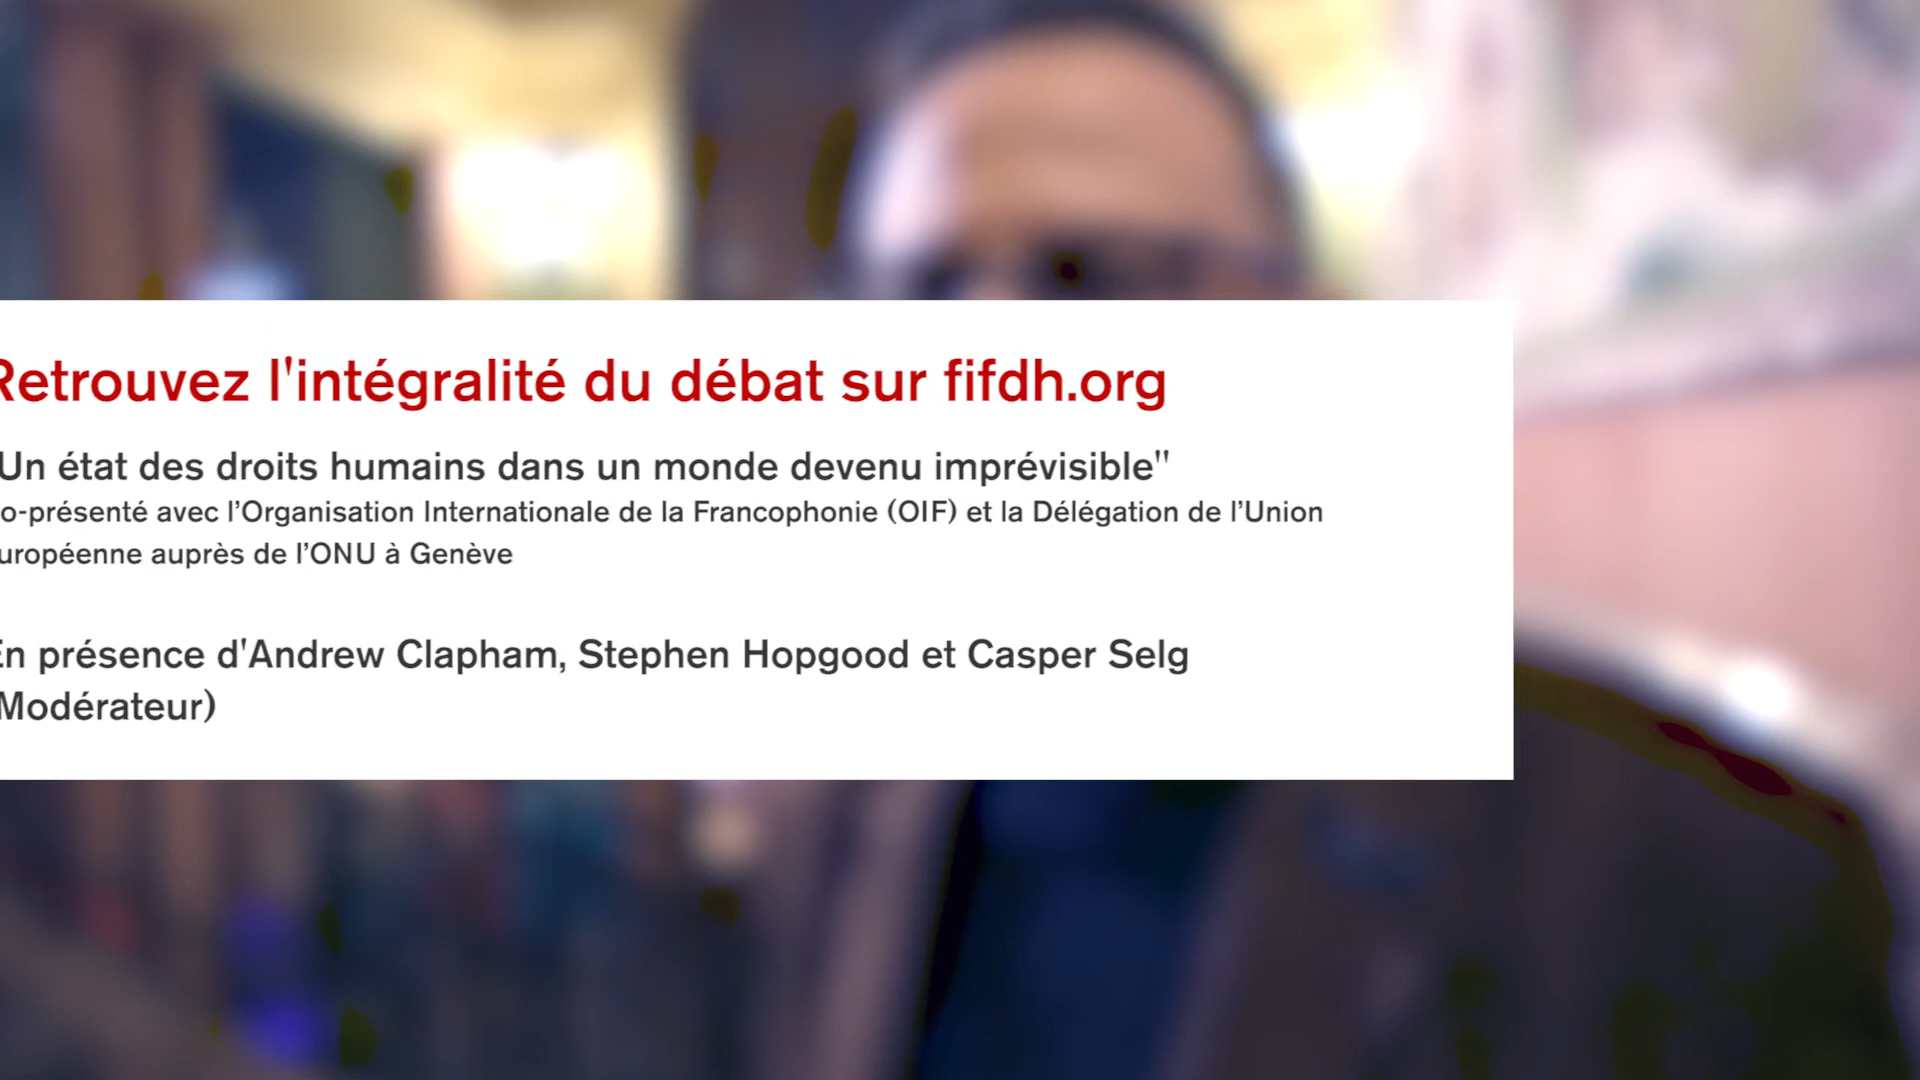 Retrouvez l'intégralité du débat sur fifdh.org
Un état des droits humains dans un monde devenu imprévisible"
o-présenté avec l’Organisation Internationale de la Francophonie (OIF) et la Délégation de l’Union
uropéenne auprès de l’ONU à Genève
En présence d'Andrew Clapham, Stephen Hopgood et Casper Selg
Modérateur)